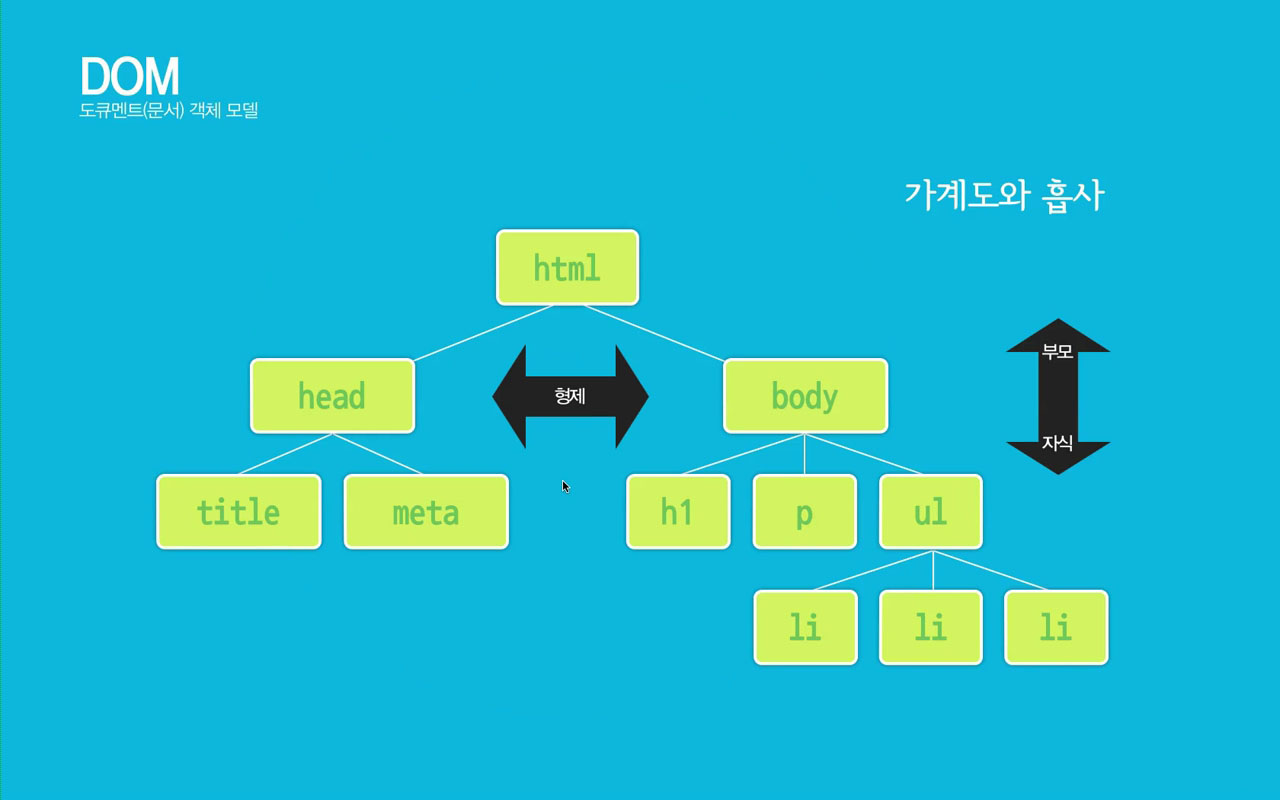 DOM
도큐멘트(문서) 객체 모델
가계도와 흡사
html
부모
head
형제
body
자식
title
meta
h1
p
ul
li
li
li